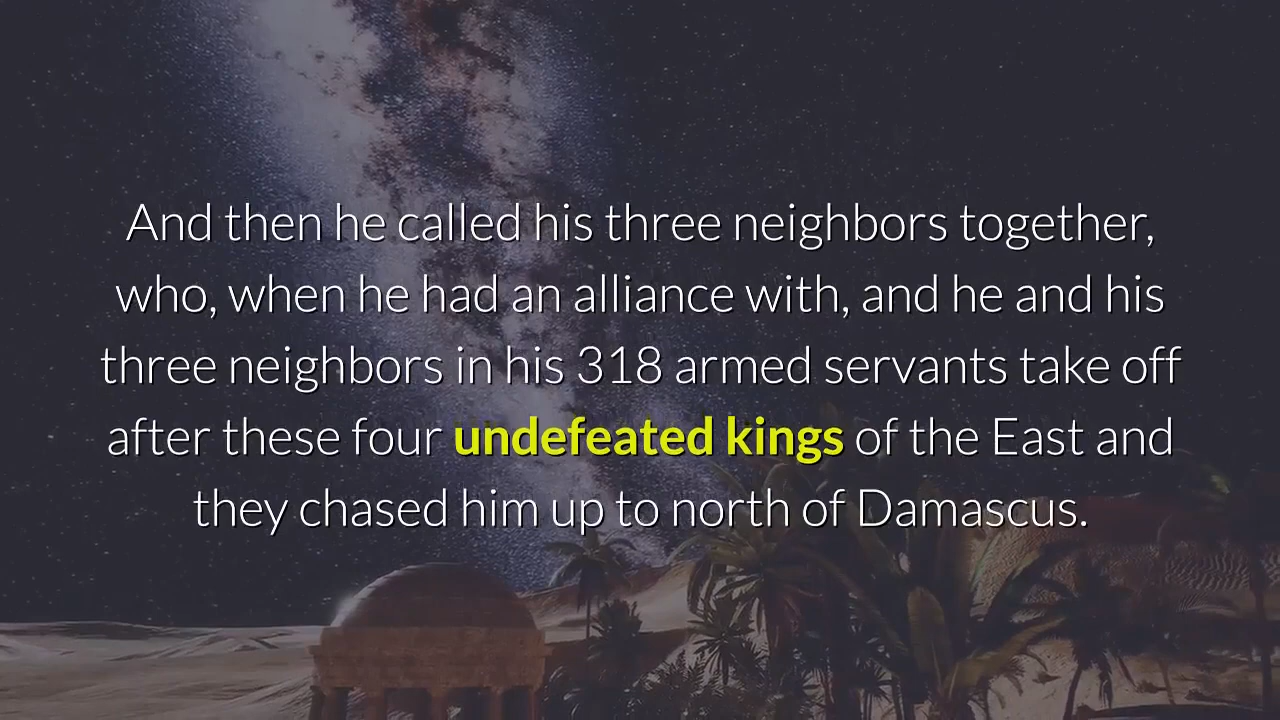 And then he called his three neighbors together,
who, when he had an alliance with, and he and his
three neighbors in his 318 armed servants take off
after these four undefeated kings of the East and
they chased him up to north of Damascus.